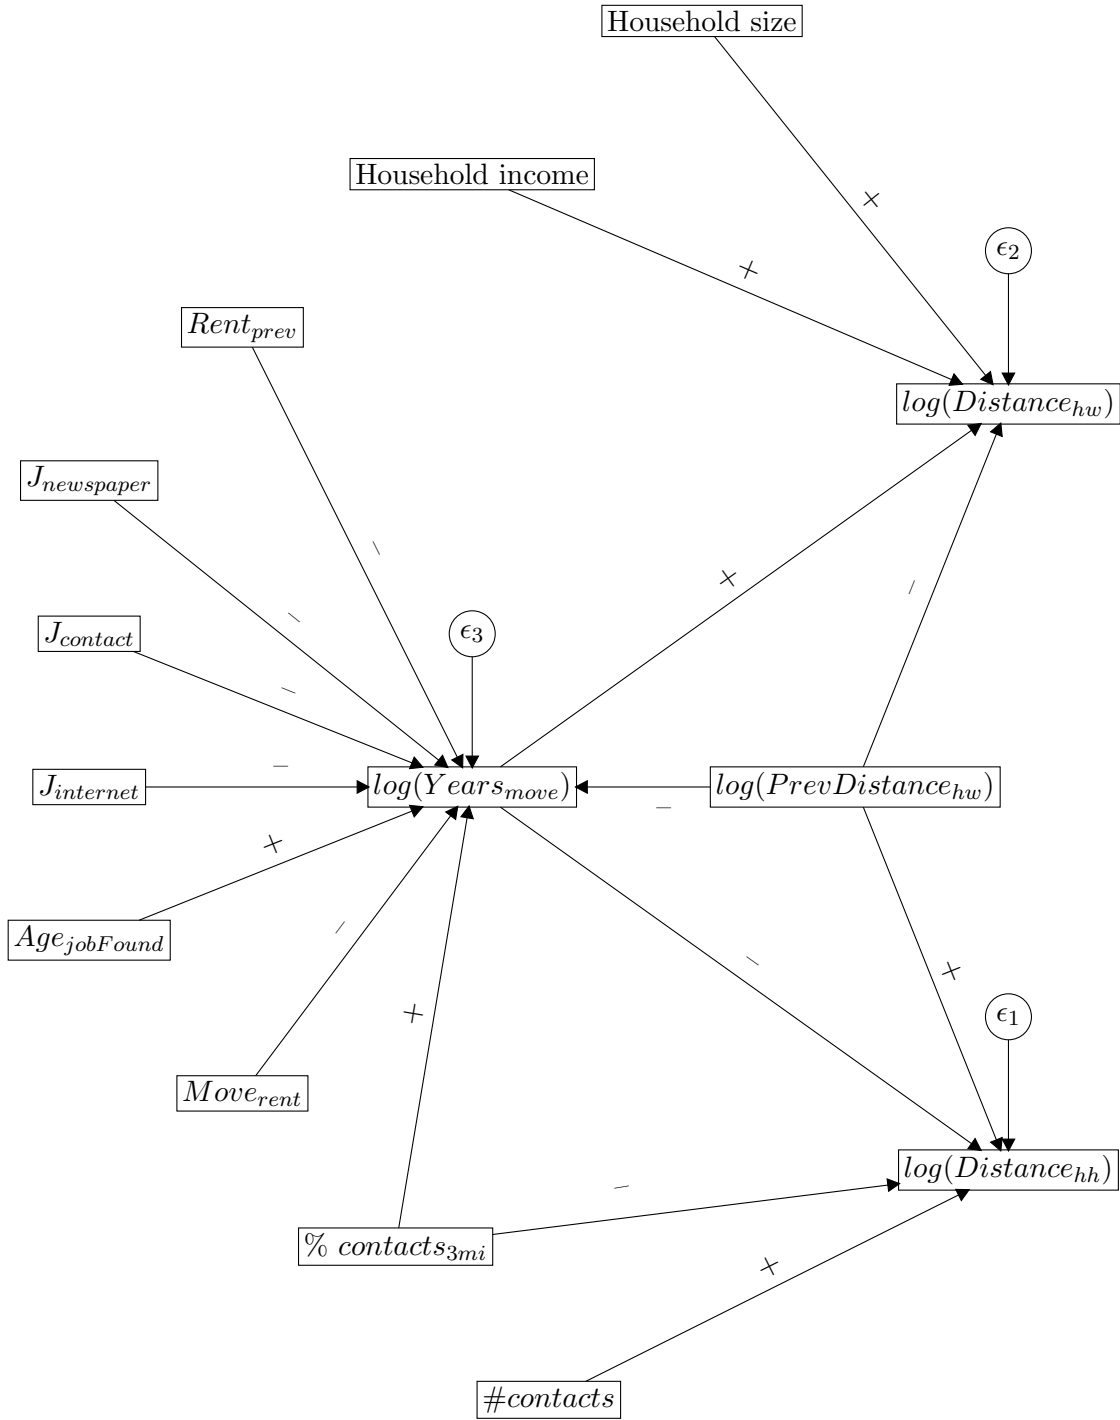 Household size
+
Household income
+
ϵ2
Rent_prev
log(Distance_hw)
J_newspaper
–
+
–
–
J_contact
ϵ3
–
J_internet
–
log(Years_move)
–
log(PrevDistance_hw)
+
Age_jobFound
–
–
+
+
ϵ1
Move_rent
log(Distance_hh)
–
% contacts_3mi
+
#contacts